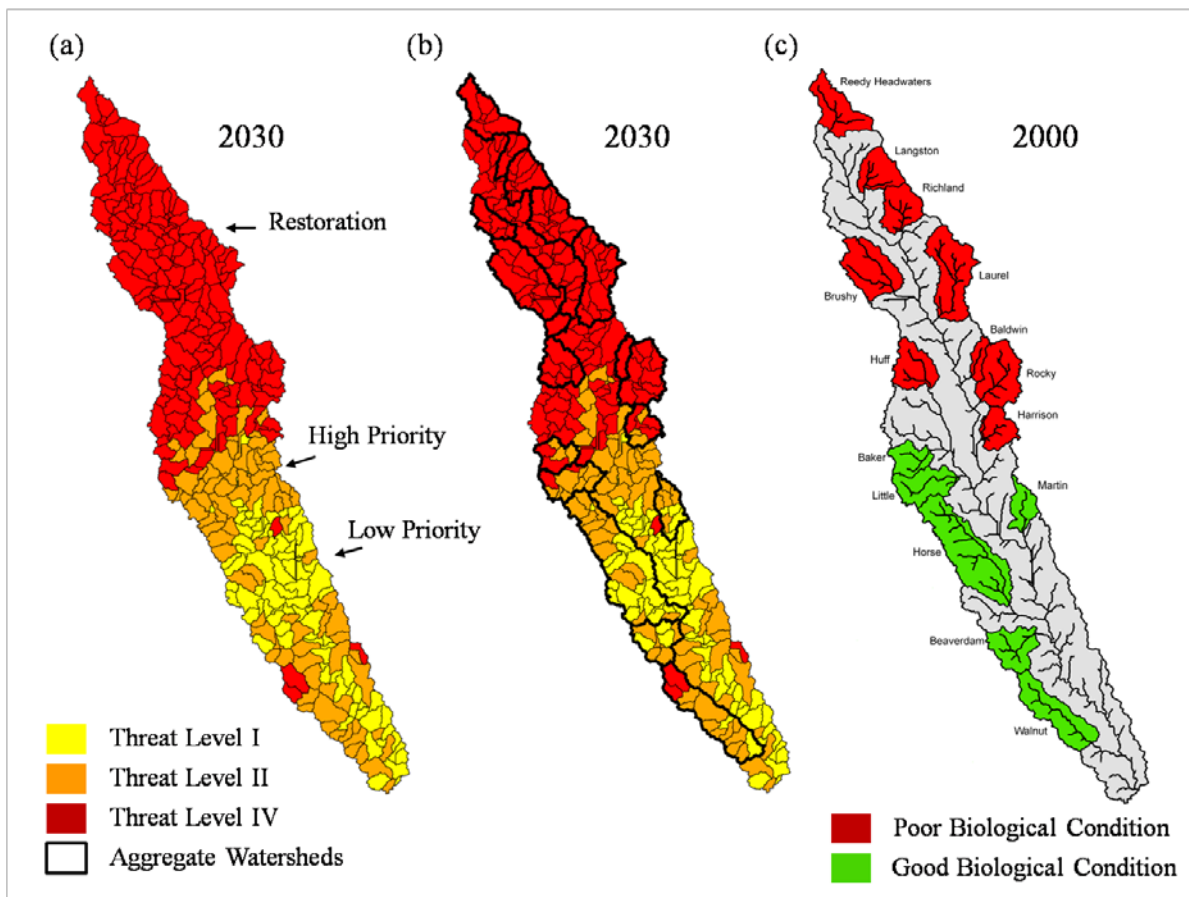 (a)
(b)
(c)
2030
2030
2000
Restoration
High Priority
Low Priority
Reedy Headwaters
Langston
Richland
Laurel
Brushy
Baldwin
Huff
Rocky
Harrison
Baker
Martin
Little
Horse
Beaverdam
Walnut
Threat Level I
Threat Level II
Threat Level IV
Aggregate Watersheds
Poor Biological Condition
Good Biological Condition